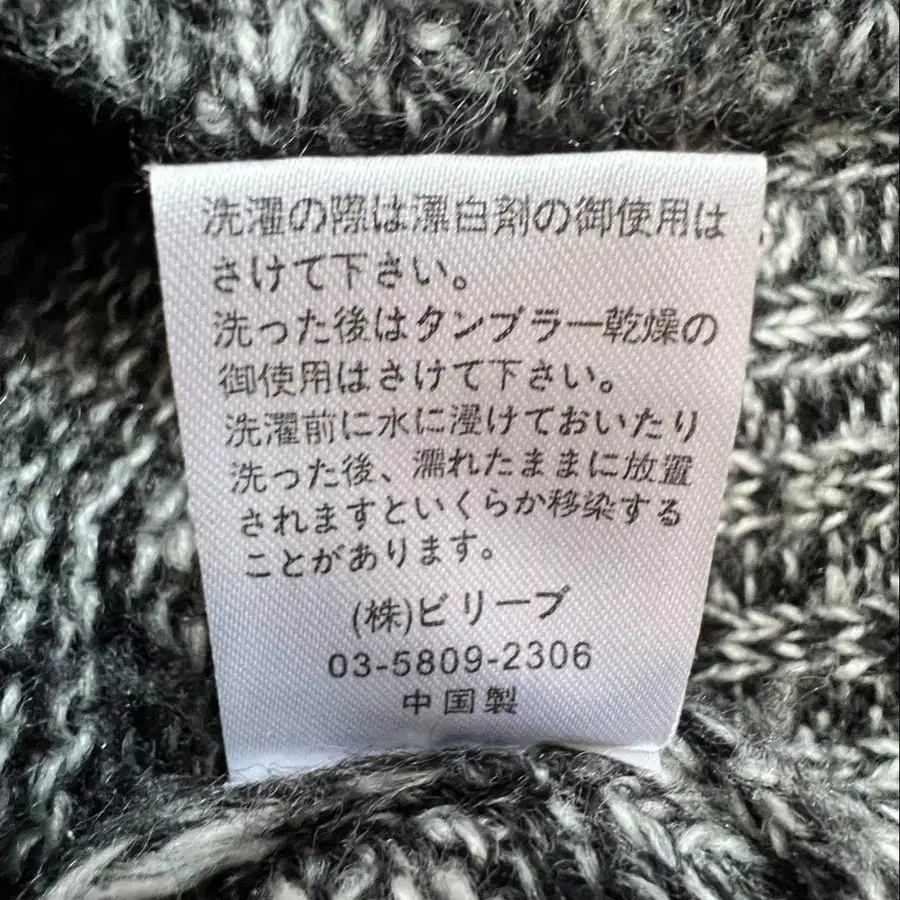 洗濯の際は漂白剤の御使用は
さけて下さい。
洗った後はタンブラー乾燥の
御使用はさけて下さい。
洗濯前に水に浸けておいたり
洗った後、濡れたままに放置
されますといくらか移染する
ことがあります。
(株)ビリーブ
03-5809-2306
中国製